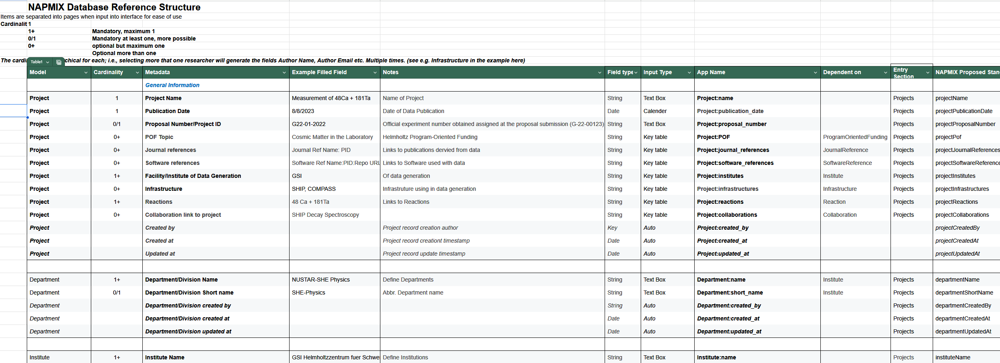 NAPMIX Database Reference Structure
Items are separated into pages when input into interface for ease of use
Cardinalit 1
1+ Mandatory, maximum 1
0/1 Mandatory at least one, more possible
0+ optional but maximum one
Optional more than one
The cardi Table1 chical for each; i.e., selecting more that one researcher will generate the fields Author Name, Author Email etc. Multiple times. (see e.g. Infrastructure in the example here)
Model Cardinality Metadata Example Filled Field Notes Field type Input Type App Name Dependent on Entry Section NAPMIX Proposed Stan
General Information
Project 1 Project Name Measurement of 48Ca + 181Ta Name of Project String Text Box Project:name Projects projectName
Project 1 Publication Date 8/8/2023 Date of Data Publication Date Calender Project:publication_date Projects projectPublicationDate
Project 0/1 Proposal Number/Project ID G22-01-2022 Official experiment number obtained assigned at the proposal submission (G-22-00123) String Text Box Project:proposal_number Projects projectProposalNumber
Project 0+ POF Topic Cosmic Matter in the Laboratory Helmholtz Program-Oriented Funding String Key table Project:POF ProgramOrientedFunding Projects projectPof
Project 0+ Journal references Journal Ref Name: PID Links to publications dervied from data String Key table Project:journal_references JournalReference Projects projectJournalReferences
Project 0+ Software references Software Ref Name:PID:Repo URL Links to Software used with data String Key table Project:software_references SoftwareReference Projects projectSoftwareReference
Project 1+ Facility/Institute of Data Generation GSI Of data generation String Key table Project:institutes Institute Projects projectInstitutes
Project 0+ Infrastructure SHIP, COMPASS Infrastruture using in data generation String Key table Project:infrastructures Infrastructure Projects projectInfrastructures
Project 1+ Reactions 48 Ca + 181Ta Links to Reactions String Key table Project:reactions Reaction Projects projectReactions
Project 0+ Collaboration link to project SHIP Decay Spectroscopy String Key table Project:collaborations Collaboration Projects projectCollaborations
Project Created by Project record creation author Key Auto Project:created_by projectCreatedBy
Project Created at Project record creationt timestamp Date Auto Project:created_at projectCreatedAt
Project Updated at Project record update timestamp Date Auto Project:updated_at projectUpdatedAt
Department 1+ Department/Division Name NUSTAR-SHE Physics Define Departments String Text Box Department:name Institute Projects departmentName
Department 0/1 Department/Division Short name SHE-Physics Abbr. Department name String Text Box Department:short_name Institute Projects departmentShortName
Department Department/Division created by String Auto Department:created_by Projects departmentCreatedBy
Department Department/Division created at Date Auto Department:created_at Projects departmentCreatedAt
Department Department/Division updated at Date Auto Department:updated_at Projects departmentUpdatedAt
Institute 1+ Institute Name GSI Helmholtzzentrum fuer Schwe Define Institutions String Text Box Institute:name Projects instituteName